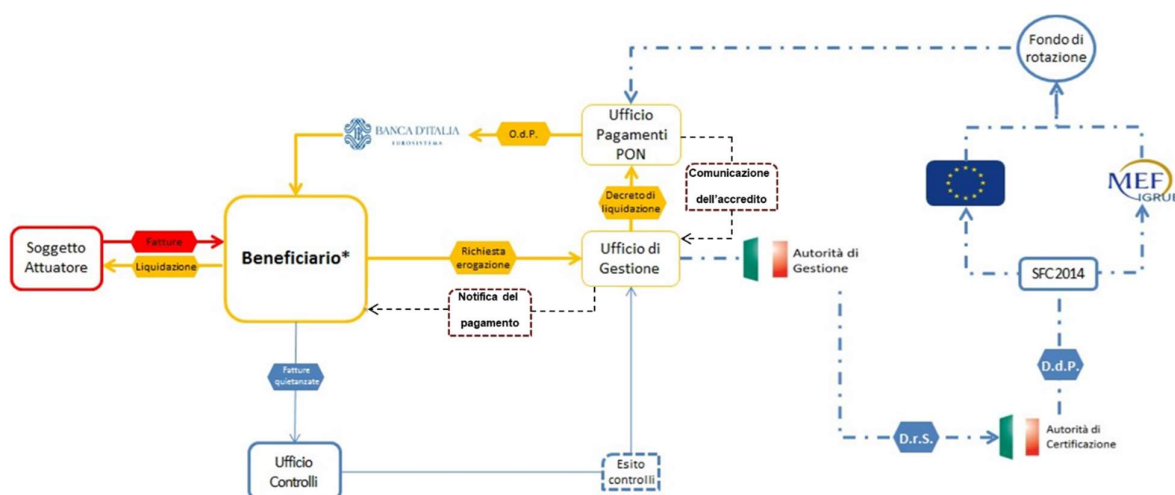 Fondo di
rotazione
BANCA D'ITALIA
EUROSISTEMA
O.d.P.
Ufficio
Pagamenti
PON
Comunicazione
dell'accredito
MEF
IGRUE
Decreto di
liquidazione
Soggetto
Attuatore
Fatture
Liquidazione
Beneficiario*
Richiesta
erogazione
Ufficio di
Gestione
Autorità di
Gestione
SFC 2014
Notifica del
pagamento
Fatture
quietanzate
D.d.P.
D.r.S.
Autorità di
Certificazione
Ufficio
Controlli
Esito
controlli